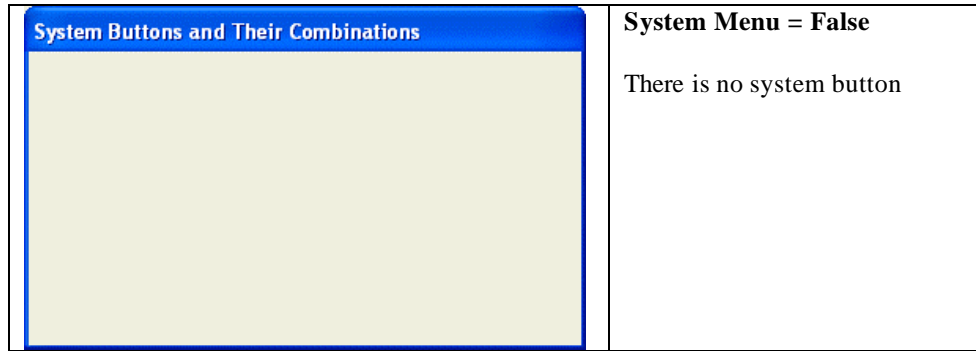 System Buttons and Their Combinations
System Menu = False
There is no system button